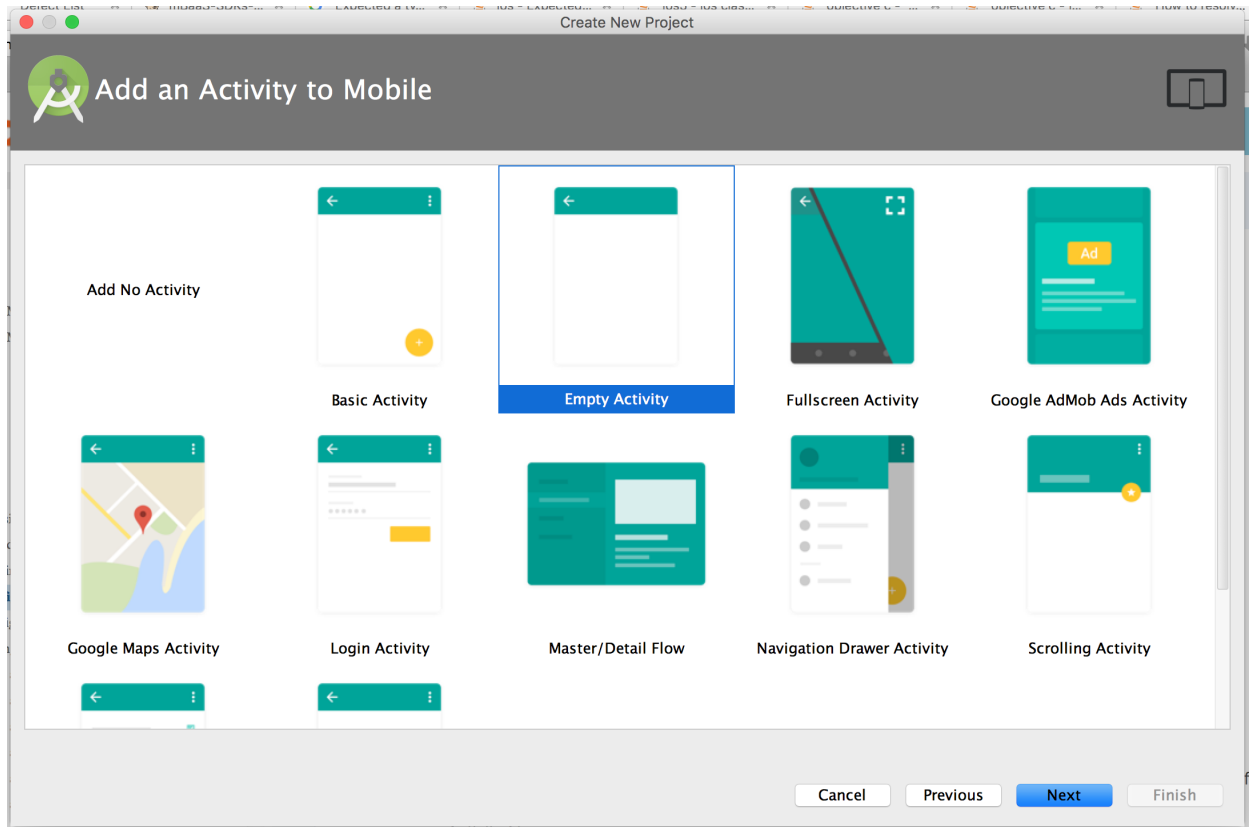 Create New Project
Add an Activity to Mobile
Add No Activity
Basic Activity
Empty Activity
Fullscreen Activity
Ad
Google AdMob Ads Activity
Google Maps Activity
Login Activity
Master/Detail Flow
Navigation Drawer Activity
Scrolling Activity
Cancel
Previous
Next
Finish